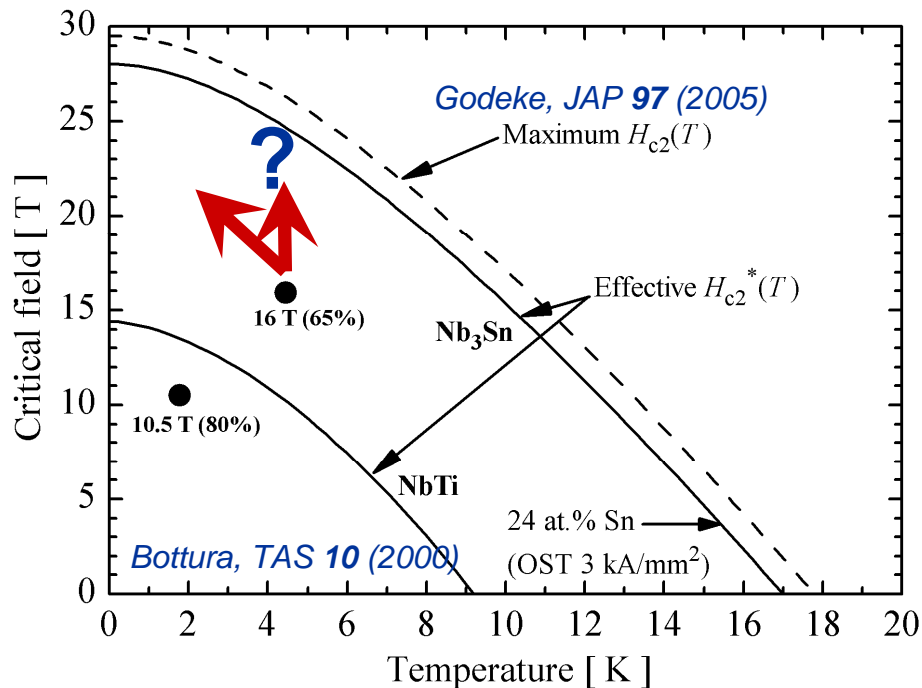 30
25
20
15
10
5
0
Critical field [ T ]
Godeke, JAP 97 (2005)
Maximum Hc2(T)
?
16 T (65%)
Effective Hc2*(T)
Nb3Sn
10.5 T (80%)
NbTi
24 at.% Sn
(OST 3 kA/mm2)
Bottura, TAS 10 (2000)
0 2 4 6 8 10 12 14 16 18 20
Temperature [ K ]